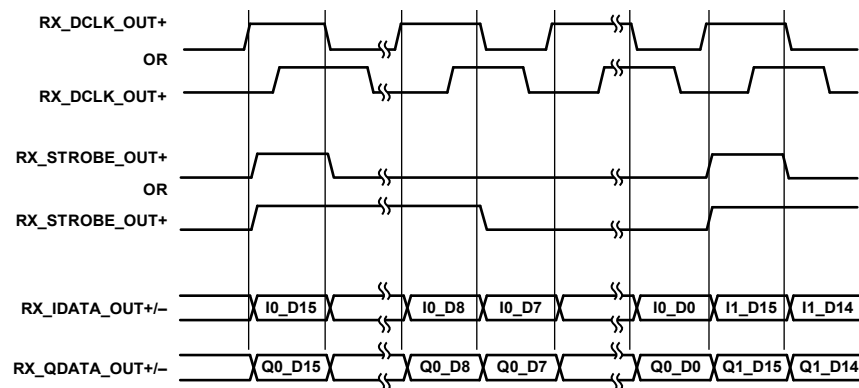 RX_DCLK_OUT+
OR
RX_DCLK_OUT+
RX_STROBE_OUT+
OR
RX_STROBE_OUT+
RX_IDATA_OUT+/– I0_D15 I0_D8 I0_D7 I0_D0 I1_D15 I1_D14
RX_QDATA_OUT+/– Q0_D15 Q0_D8 Q0_D7 Q0_D0 Q1_D15 Q1_D14